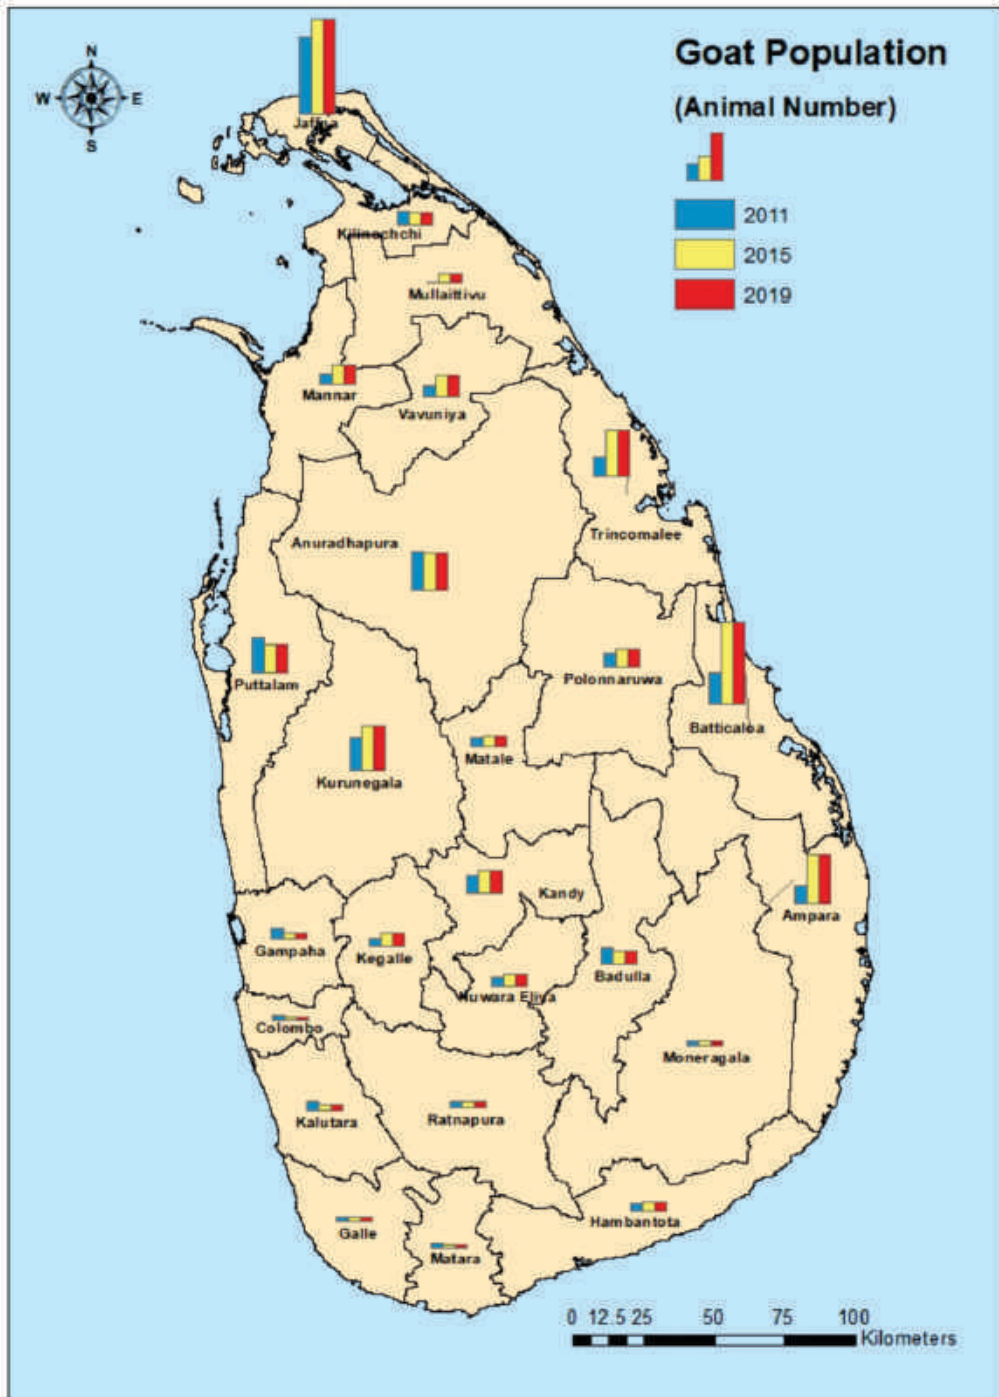 Goat Population
(Animal Number)
2011
2015
2019
N
W E
S
Jaffna
Kilinochchi
Mullaittivu
Mannar
Vavuniya
Trincomalee
Anuradhapura
Puttalam
Polonnaruwa
Batticaloa
Matale
Kurunegala
Kandy
Ampara
Gampaha
Kegalle
Badulla
Nuwara Eliya
Colombo
Moneragala
Kalutara
Ratnapura
Hambantota
Galle
Matara
0 12.5 25 50 75 100
Kilometers